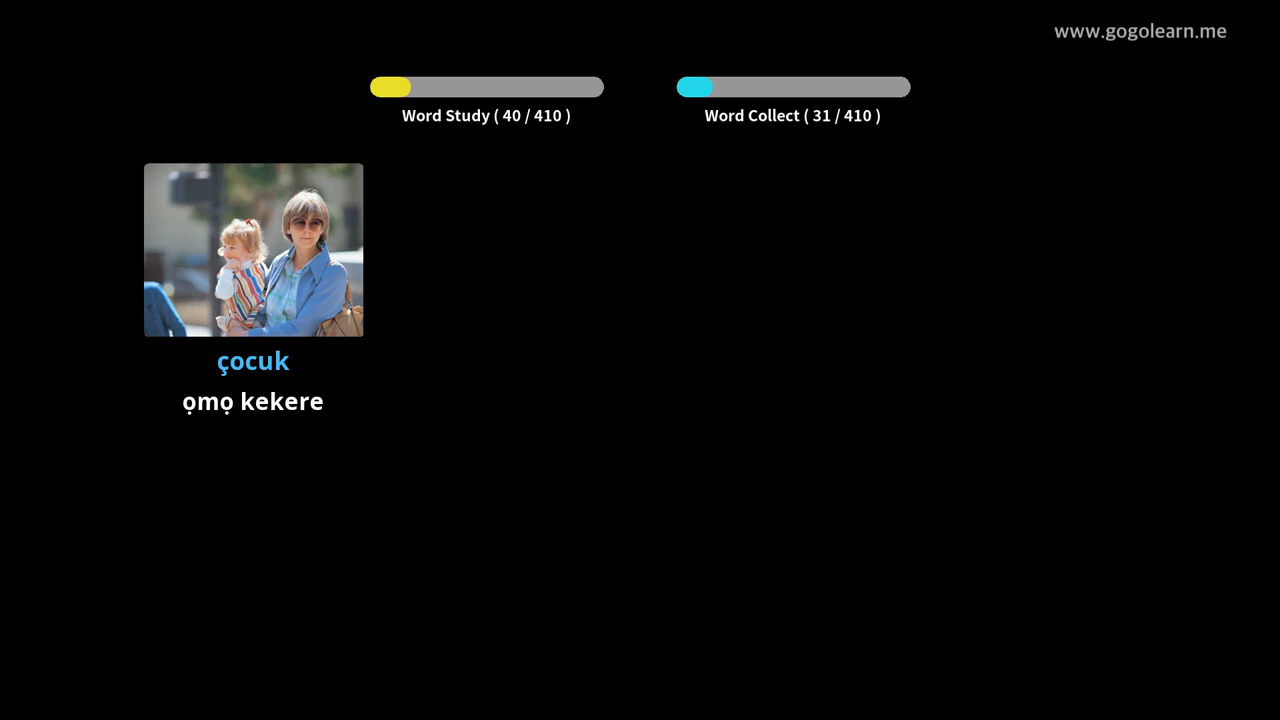 www.gogolearn.me
Word Study ( 40 / 410 )
Word Collect ( 31 / 410 )
çocuk
ọmọ kekere